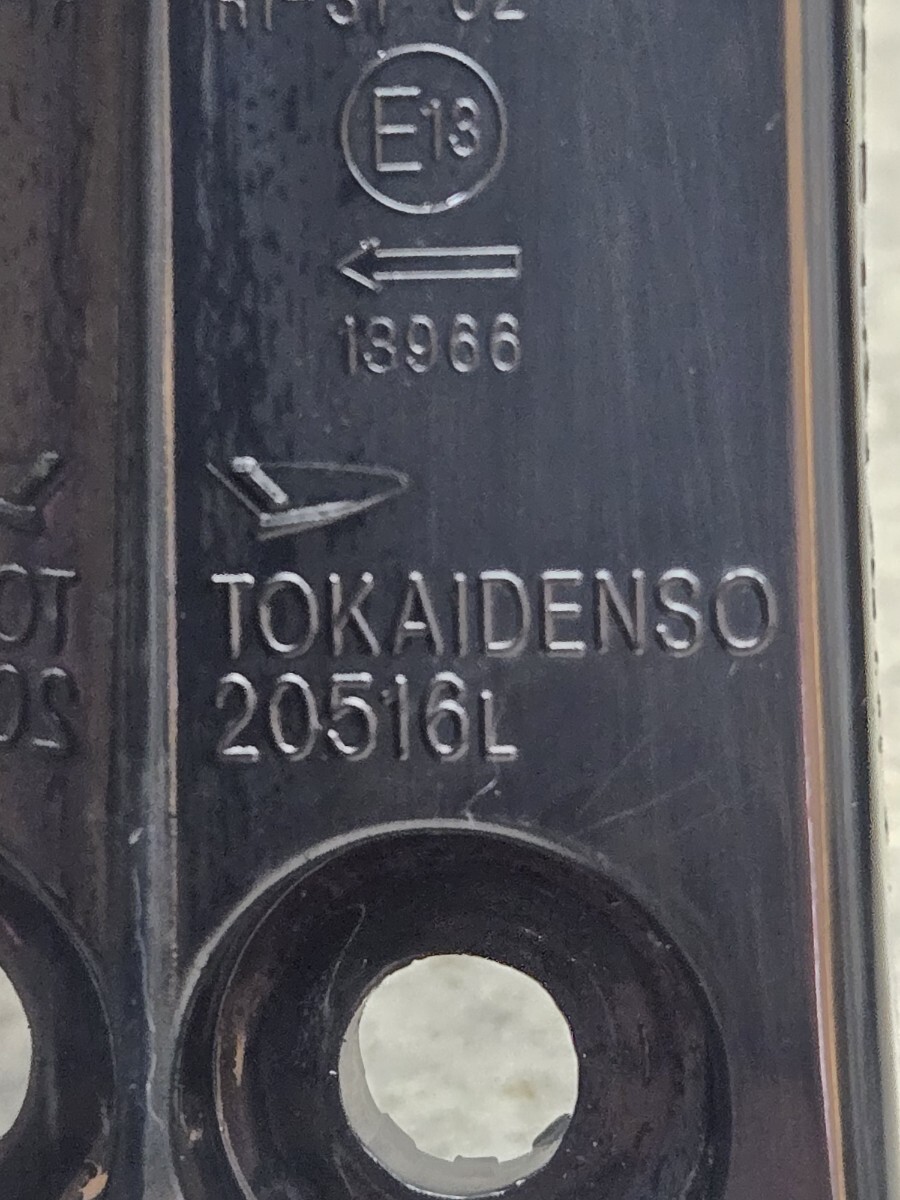 E13
18966
TOKAIDENSO
20516L